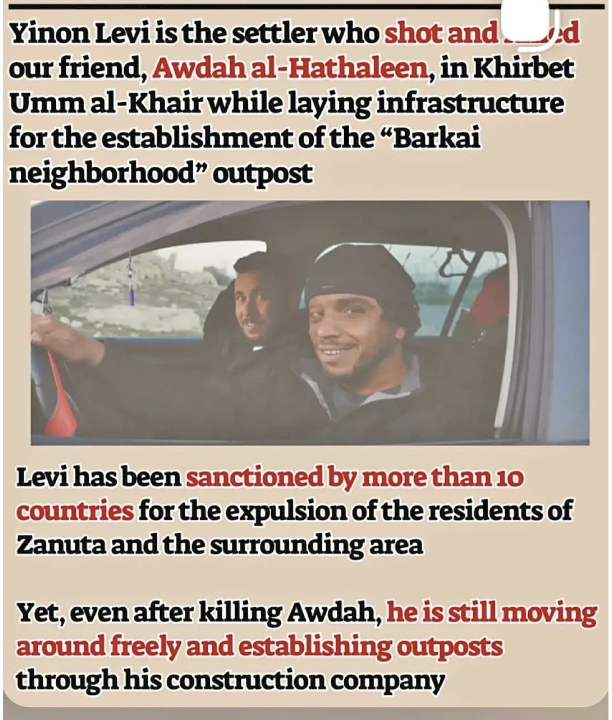 Yinon Levi is the settler who shot and
our friend, Awdah al-Hathaleen, in Khirbet
Umm al-Khair while laying infrastructure
for the establishment of the “Barkai
neighborhood” outpost
Levi has been sanctioned by more than 10
countries for the expulsion of the residents of
Zanuta and the surrounding area
Yet, even after killing Awdah, he is still moving
around freely and establishing outposts
through his construction company